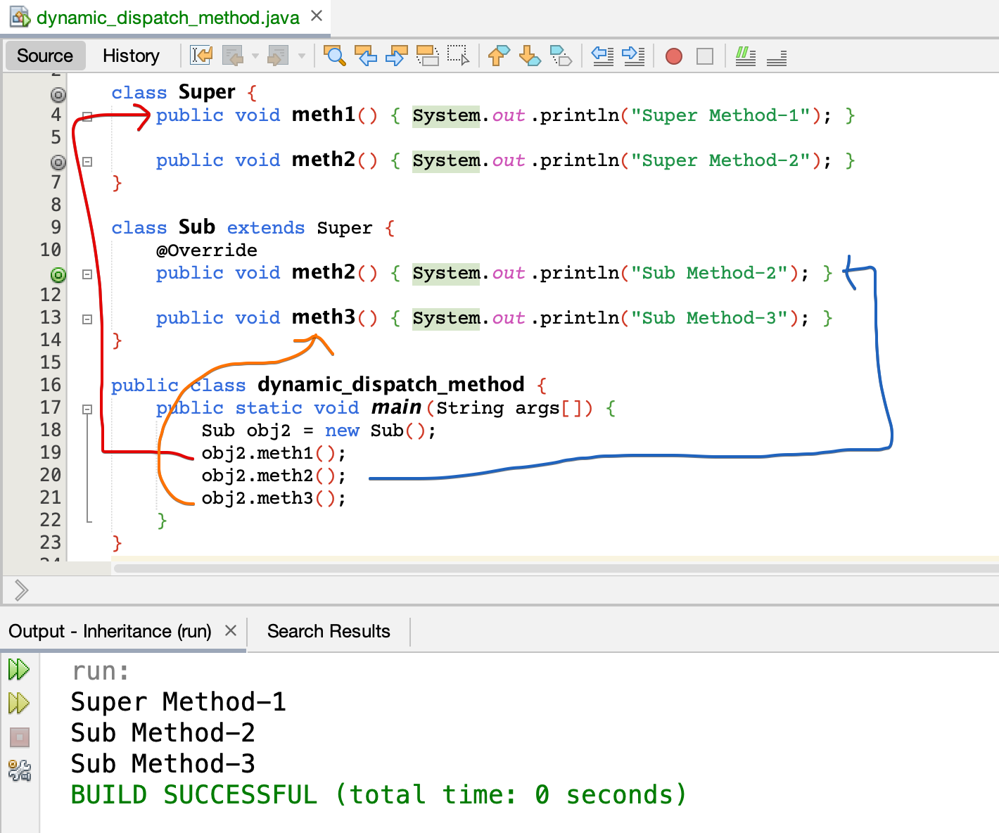 dynamic_dispatch_method.java
Source History
class Super {
4 public void meth1() { System.out.println("Super Method-1"); }
5
public void meth2() { System.out.println("Super Method-2"); }
7 }
8
9 class Sub extends Super {
10 @Override
public void meth2() { System.out.println("Sub Method-2"); }
12
13 public void meth3() { System.out.println("Sub Method-3"); }
14 }
15
16 public class dynamic_dispatch_method {
17 public static void main(String args[]) {
18 Sub obj2 = new Sub();
19 obj2.meth1();
20 obj2.meth2();
21 obj2.meth3();
22 }
23 }
Output - Inheritance (run) Search Results
run:
Super Method-1
Sub Method-2
Sub Method-3
BUILD SUCCESSFUL (total time: 0 seconds)